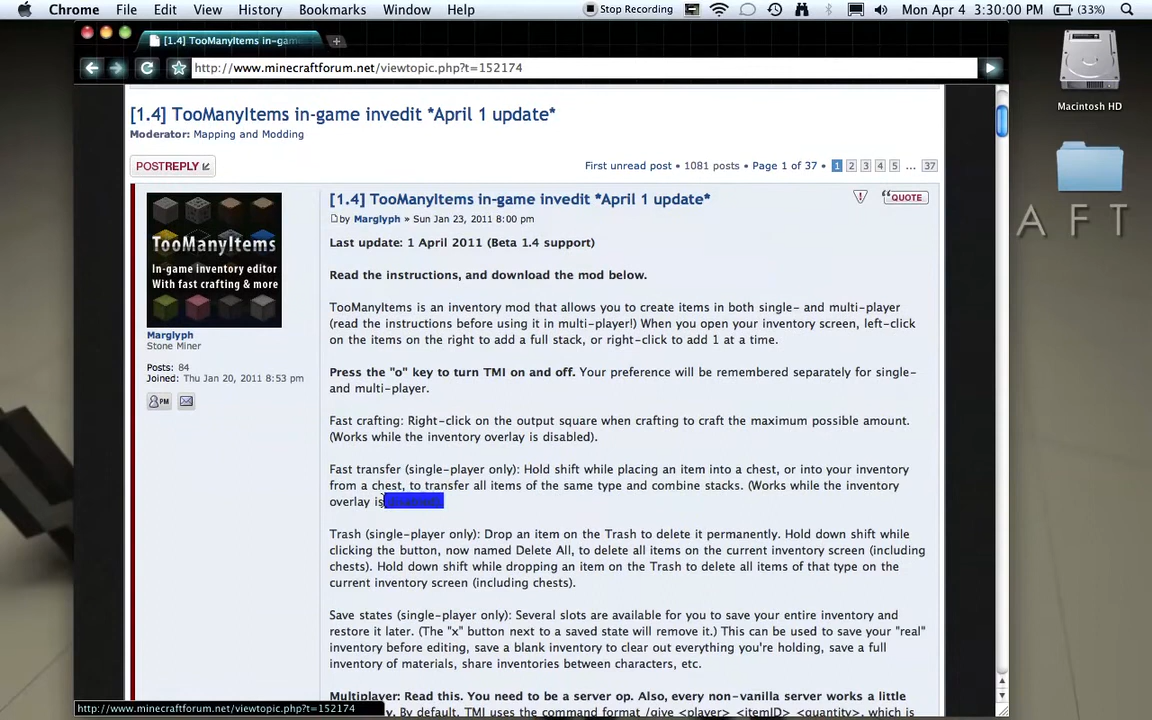 Chrome File Edit View History Bookmarks Window Help Stop Recording Mon Apr 4 3:30:00 PM (33%)
[1.4] TooManyItems in-gam
http://www.minecraftforum.net/viewtopic.php?t=152174
Macintosh HD
AFT
[1.4] TooManyItems in-game invedit *April 1 update*
Moderator: Mapping and Modding
POSTREPLY
First unread post • 1081 posts • Page 1 of 37 • 1 2 3 4 5 ... 37
TooManyItems
In-game inventory editor
With fast crafting & more
Marglyph
Stone Miner
Posts: 84
Joined: Thu Jan 20, 2011 8:53 pm
PM
[1.4] TooManyItems in-game invedit *April 1 update*
QUOTE
by Marglyph » Sun Jan 23, 2011 8:00 pm
Last update: 1 April 2011 (Beta 1.4 support)
Read the instructions, and download the mod below.
TooManyItems is an inventory mod that allows you to create items in both single- and multi-player
(read the instructions before using it in multi-player!) When you open your inventory screen, left-click
on the items on the right to add a full stack, or right-click to add 1 at a time.
Press the "o" key to turn TMI on and off. Your preference will be remembered separately for single-
and multi-player.
Fast crafting: Right-click on the output square when crafting to craft the maximum possible amount.
(Works while the inventory overlay is disabled).
Fast transfer (single-player only): Hold shift while placing an item into a chest, or into your inventory
from a chest, to transfer all items of the same type and combine stacks. (Works while the inventory
overlay is
Trash (single-player only): Drop an item on the Trash to delete it permanently. Hold down shift while
clicking the button, now named Delete All, to delete all items on the current inventory screen (including
chests). Hold down shift while dropping an item on the Trash to delete all items of that type on the
current inventory screen (including chests).
Save states (single-player only): Several slots are available for you to save your entire inventory and
restore it later. (The "x" button next to a saved state will remove it.) This can be used to save your "real"
inventory before editing, save a blank inventory to clear out everything you're holding, save a full
inventory of materials, share inventories between characters, etc.
Multiplayer: Read this. You need to be a server op. Also, every non-vanilla server works a little
By default, TMI uses the command format /give <player> <itemID> <quantity>, which is
http://www.minecraftforum.net/viewtopic.php?t=152174